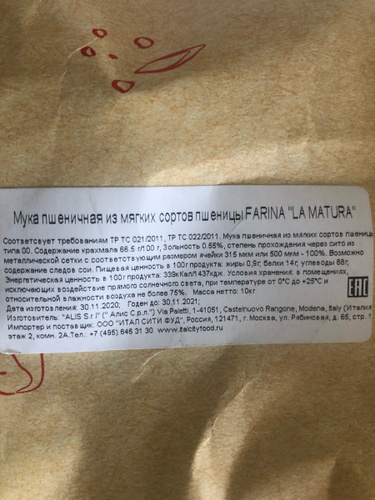 Мука пшеничная из мягких сортов пшеницы FARINA "LA MATURA"
Соответсвует требованиям ТР ТС 021/2011, ТР ТС 022/2011. Мука пшеничная из мягких сортов пшениц
типа 00. Содержание крахмала 66.5 г/100 г, Зольность 0.55%, степень прохождения через сито из
металлической сетки с соответствующим размером ячейки 315 мкм или 500 мкм - 100%. Возможно
содержание следов сои. Пищевая ценность в 100г продукта: жиры 0,9г; белки 14г, углеводы 68г.
Энергетическая ценность в 100г продукта: 339кКал/1437кдж. Условия хранения: в помещениях,
исключающих воздействие прямого солнечного света, при температуре от 0°С до +25°С и
относительной влажности воздуха не более 75%. Масса нетто: 10кг
Дата изготовления: 30.11.2020; Годен до: 30.11.2021;
Изготовитель: "ALIS S.r.l" (" Алис С.р.л.") Via Paletti, 1-41051, Castelnuovo Rangone, Modena, Italy (Италия
Импортер и поставщик: ООО "ИТАЛ СИТИ ФУД", Россия, 121471, г. Москва, ул. Рябиновая, д. 65, стр. 1
этаж 2, комн. 2А.Тел.: +7 (495) 646 31 30 www.italcityfood.ru
ЕАС